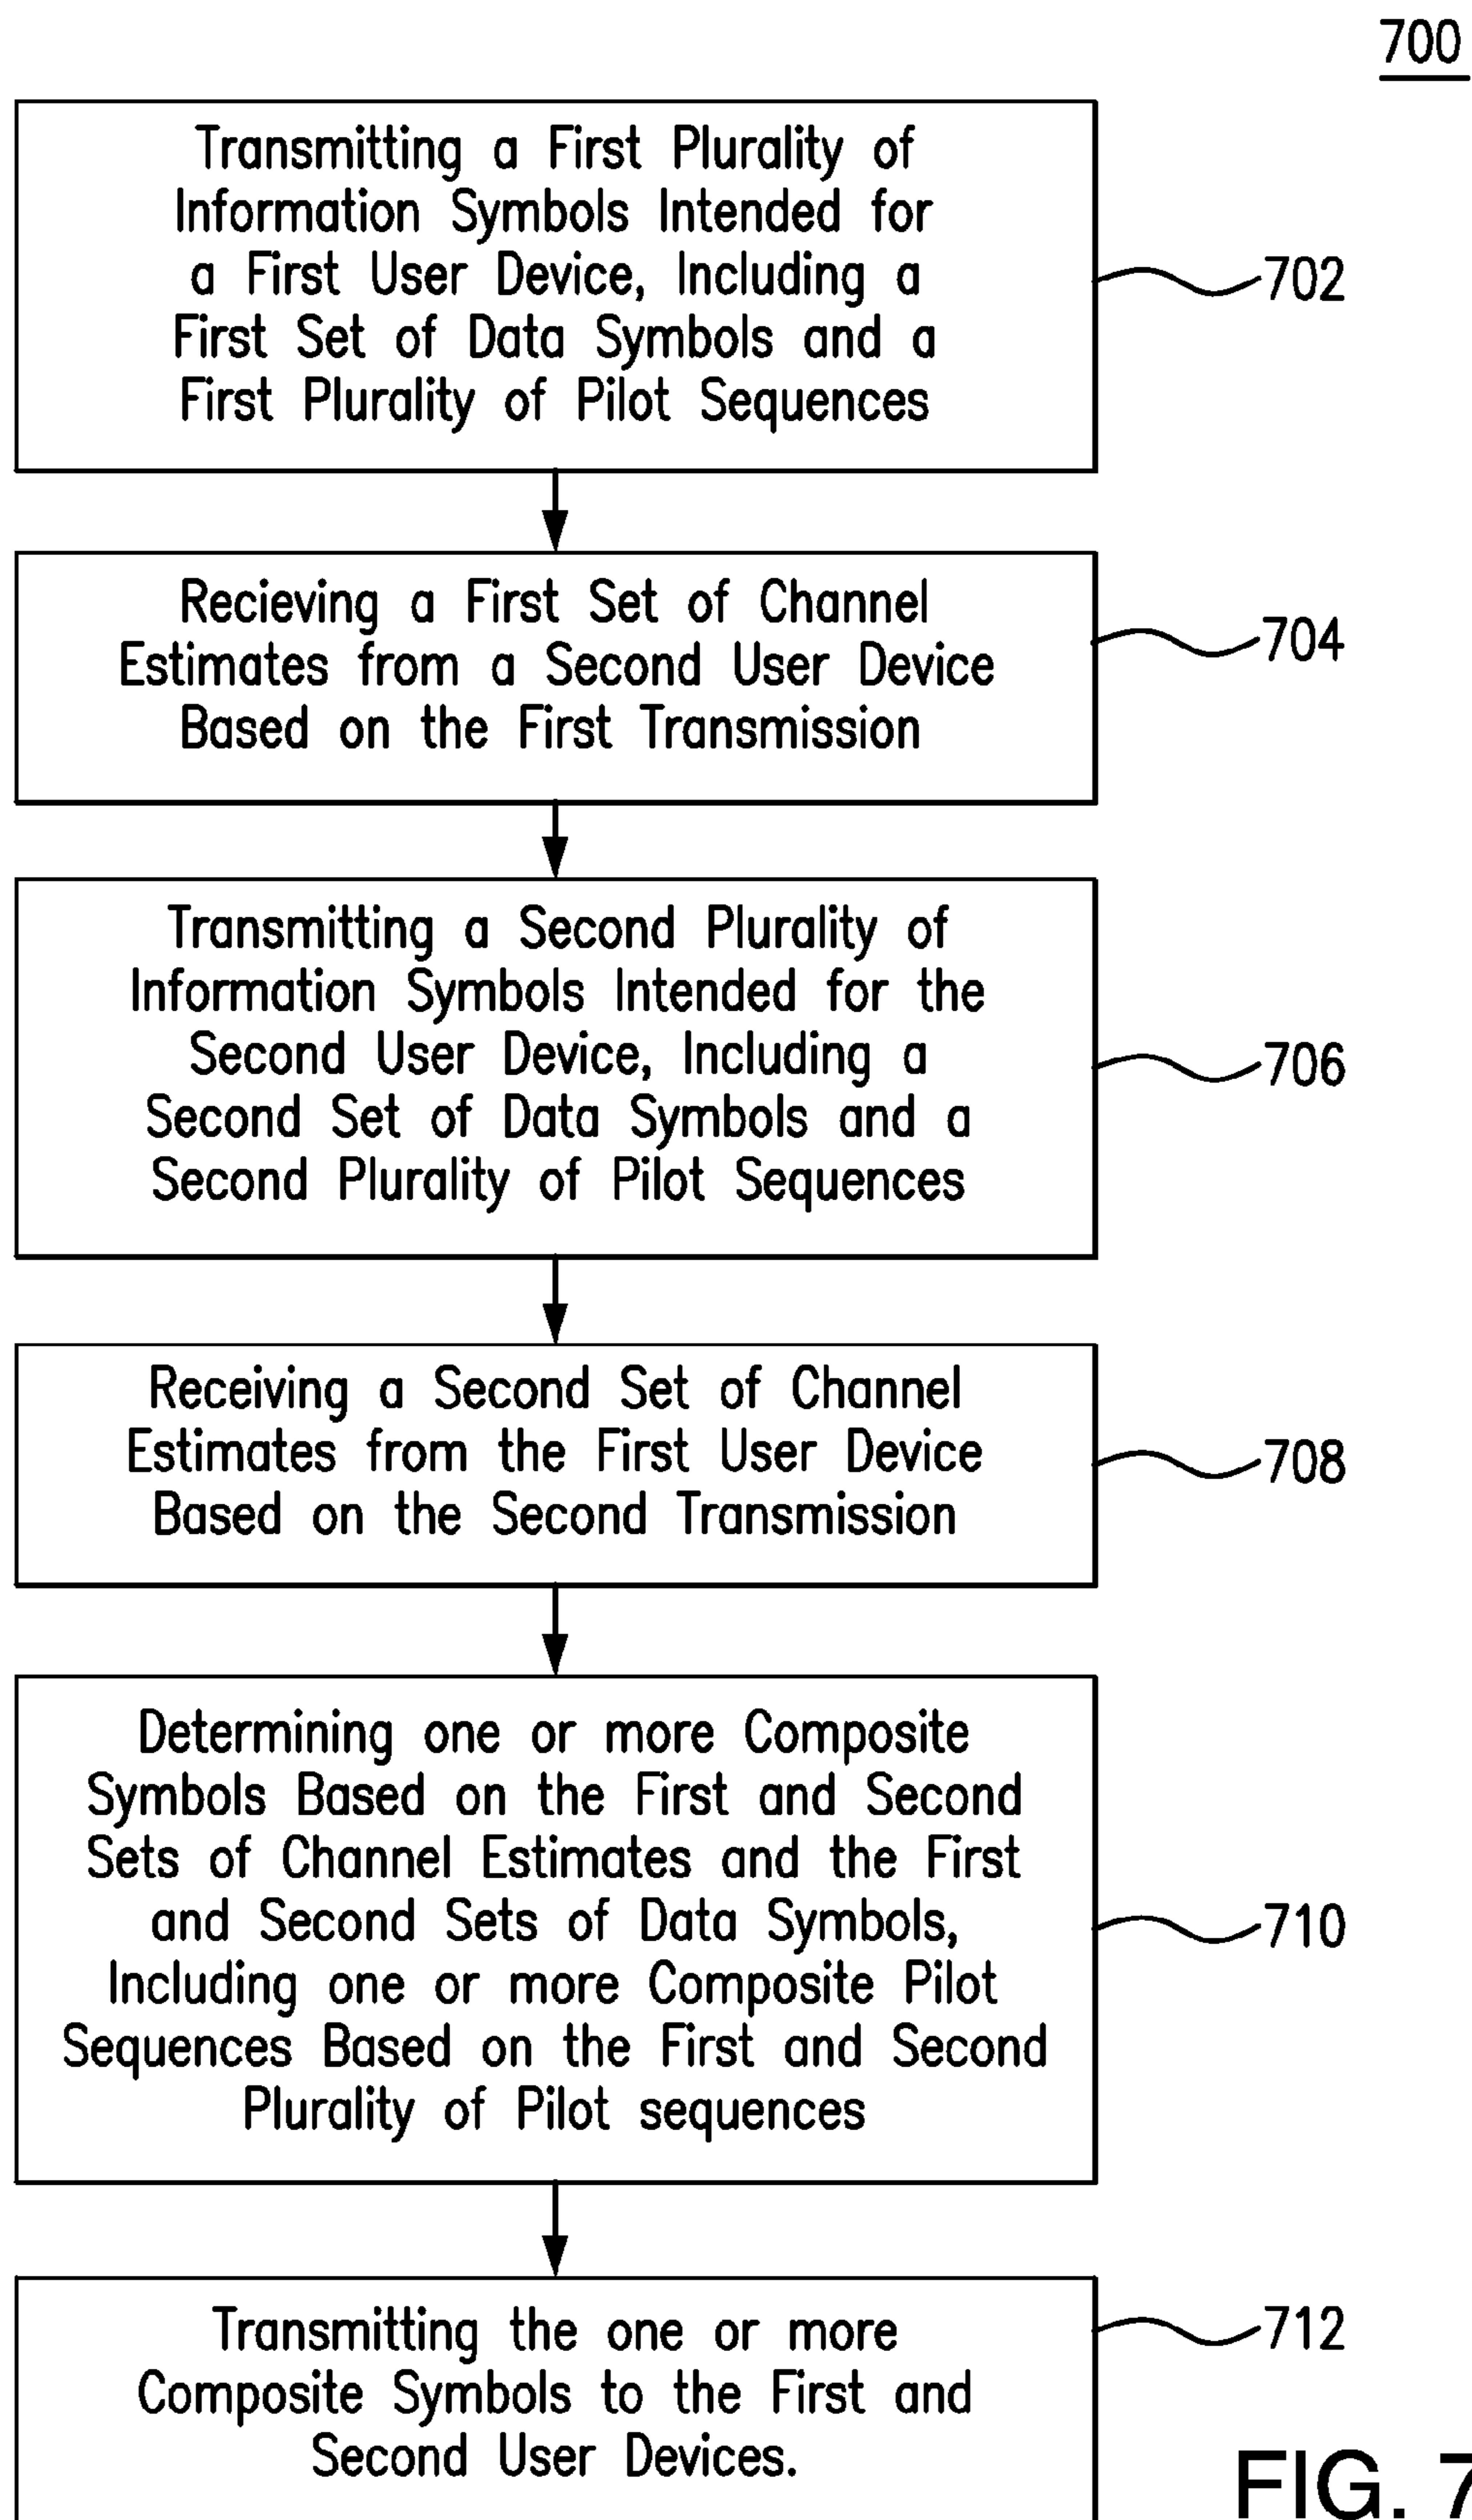 700
Transmitting a First Plurality of
Information Symbols Intended for
a First User Device, Including a
First Set of Data Symbols and a
First Plurality of Pilot Sequences
702
Recieving a First Set of Channel
Estimates from a Second User Device
Based on the First Transmission
704
Transmitting a Second Plurality of
Information Symbols Intended for the
Second User Device, Including a
Second Set of Data Symbols and a
Second Plurality of Pilot Sequences
706
Receiving a Second Set of Channel
Estimates from the First User Device
Based on the Second Transmission
708
Determining one or more Composite
Symbols Based on the First and Second
Sets of Channel Estimates and the First
and Second Sets of Data Symbols,
Including one or more Composite Pilot
Sequences Based on the First and Second
Plurality of Pilot sequences
710
Transmitting the one or more
Composite Symbols to the First and
Second User Devices.
712
FIG. 7